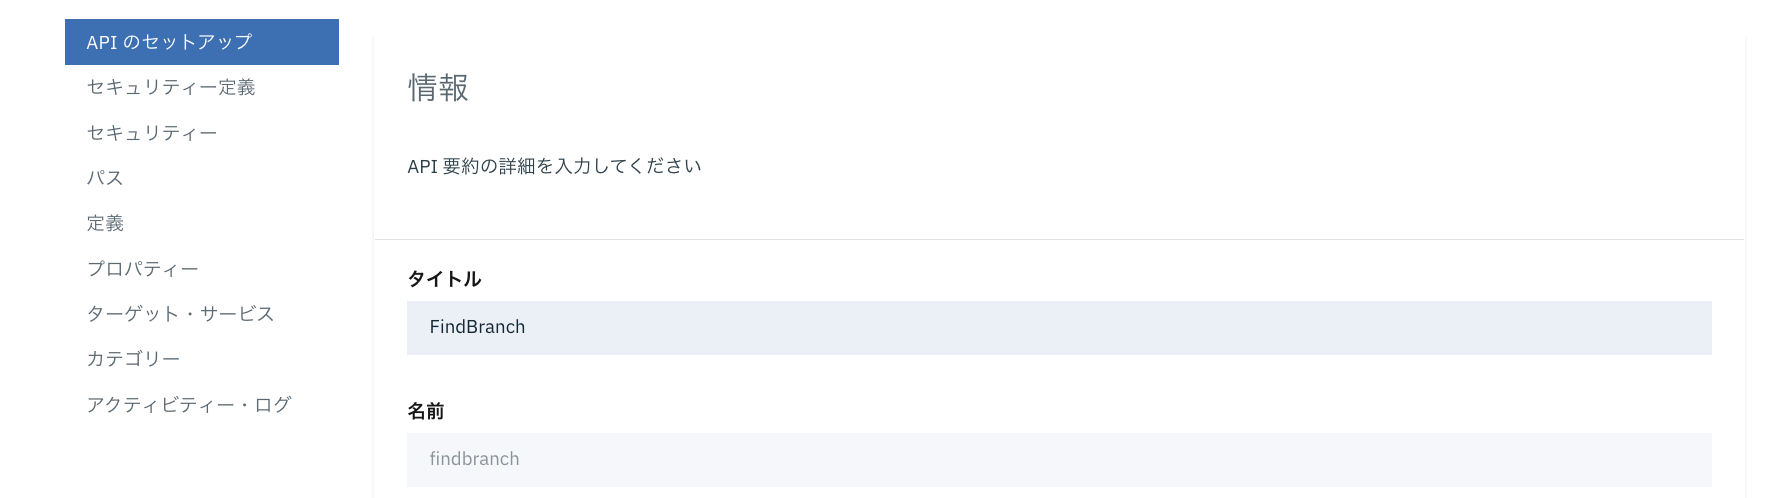 API のセットアップ
セキュリティー定義
セキュリティー
パス
定義
プロパティー
ターゲット・サービス
カテゴリー
アクティビティー・ログ
情報
API 要約の詳細を入力してください
タイトル
FindBranch
名前
findbranch